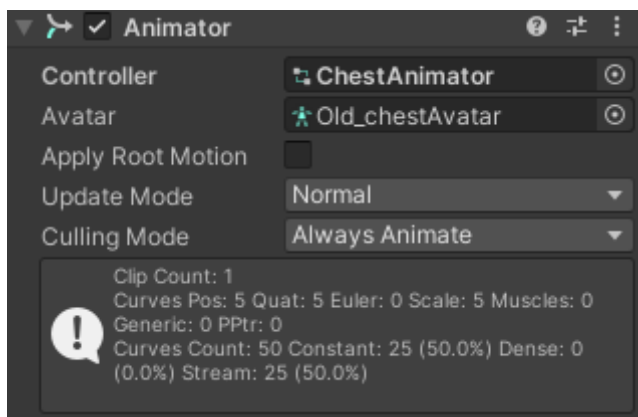 Animator
Controller ChestAnimator
Avatar Old_chestAvatar
Apply Root Motion
Update Mode Normal
Culling Mode Always Animate
Clip Count: 1
Curves Pos: 5 Quat: 5 Euler: 0 Scale: 5 Muscles: 0
Generic: 0 PPtr: 0
Curves Count: 50 Constant: 25 (50.0%) Dense: 0
(0.0%) Stream: 25 (50.0%)